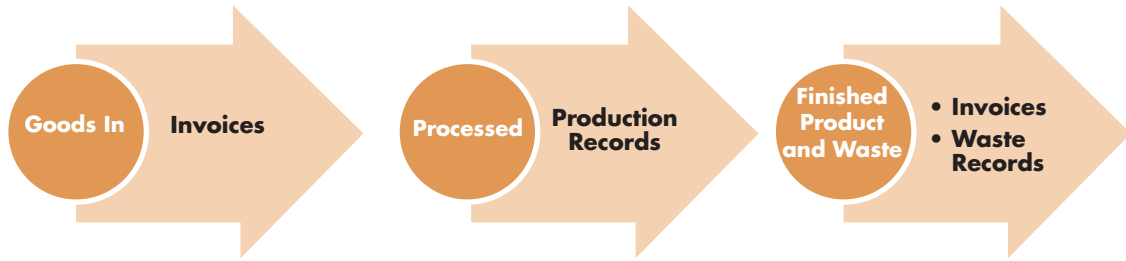 Goods In
Invoices
Processed
Production
Records
Finished
Product
and Waste
• Invoices
• Waste
Records